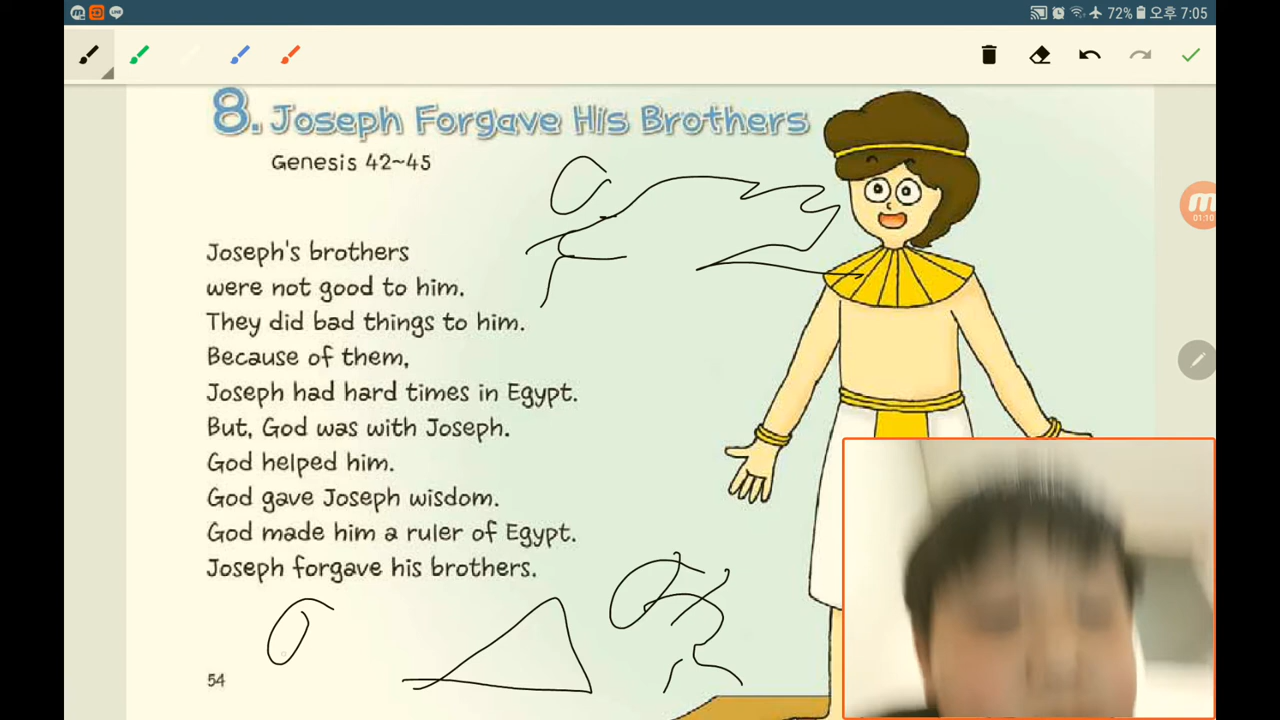 72% 오후 7:05
8. Joseph Forgave His Brothers
Genesis 42~45
01:10
Joseph's brothers
were not good to him.
They did bad things to him.
Because of them,
Joseph had hard times in Egypt.
But, God was with Joseph.
God helped him.
God gave Joseph wisdom.
God made him a ruler of Egypt.
Joseph forgave his brothers.
54